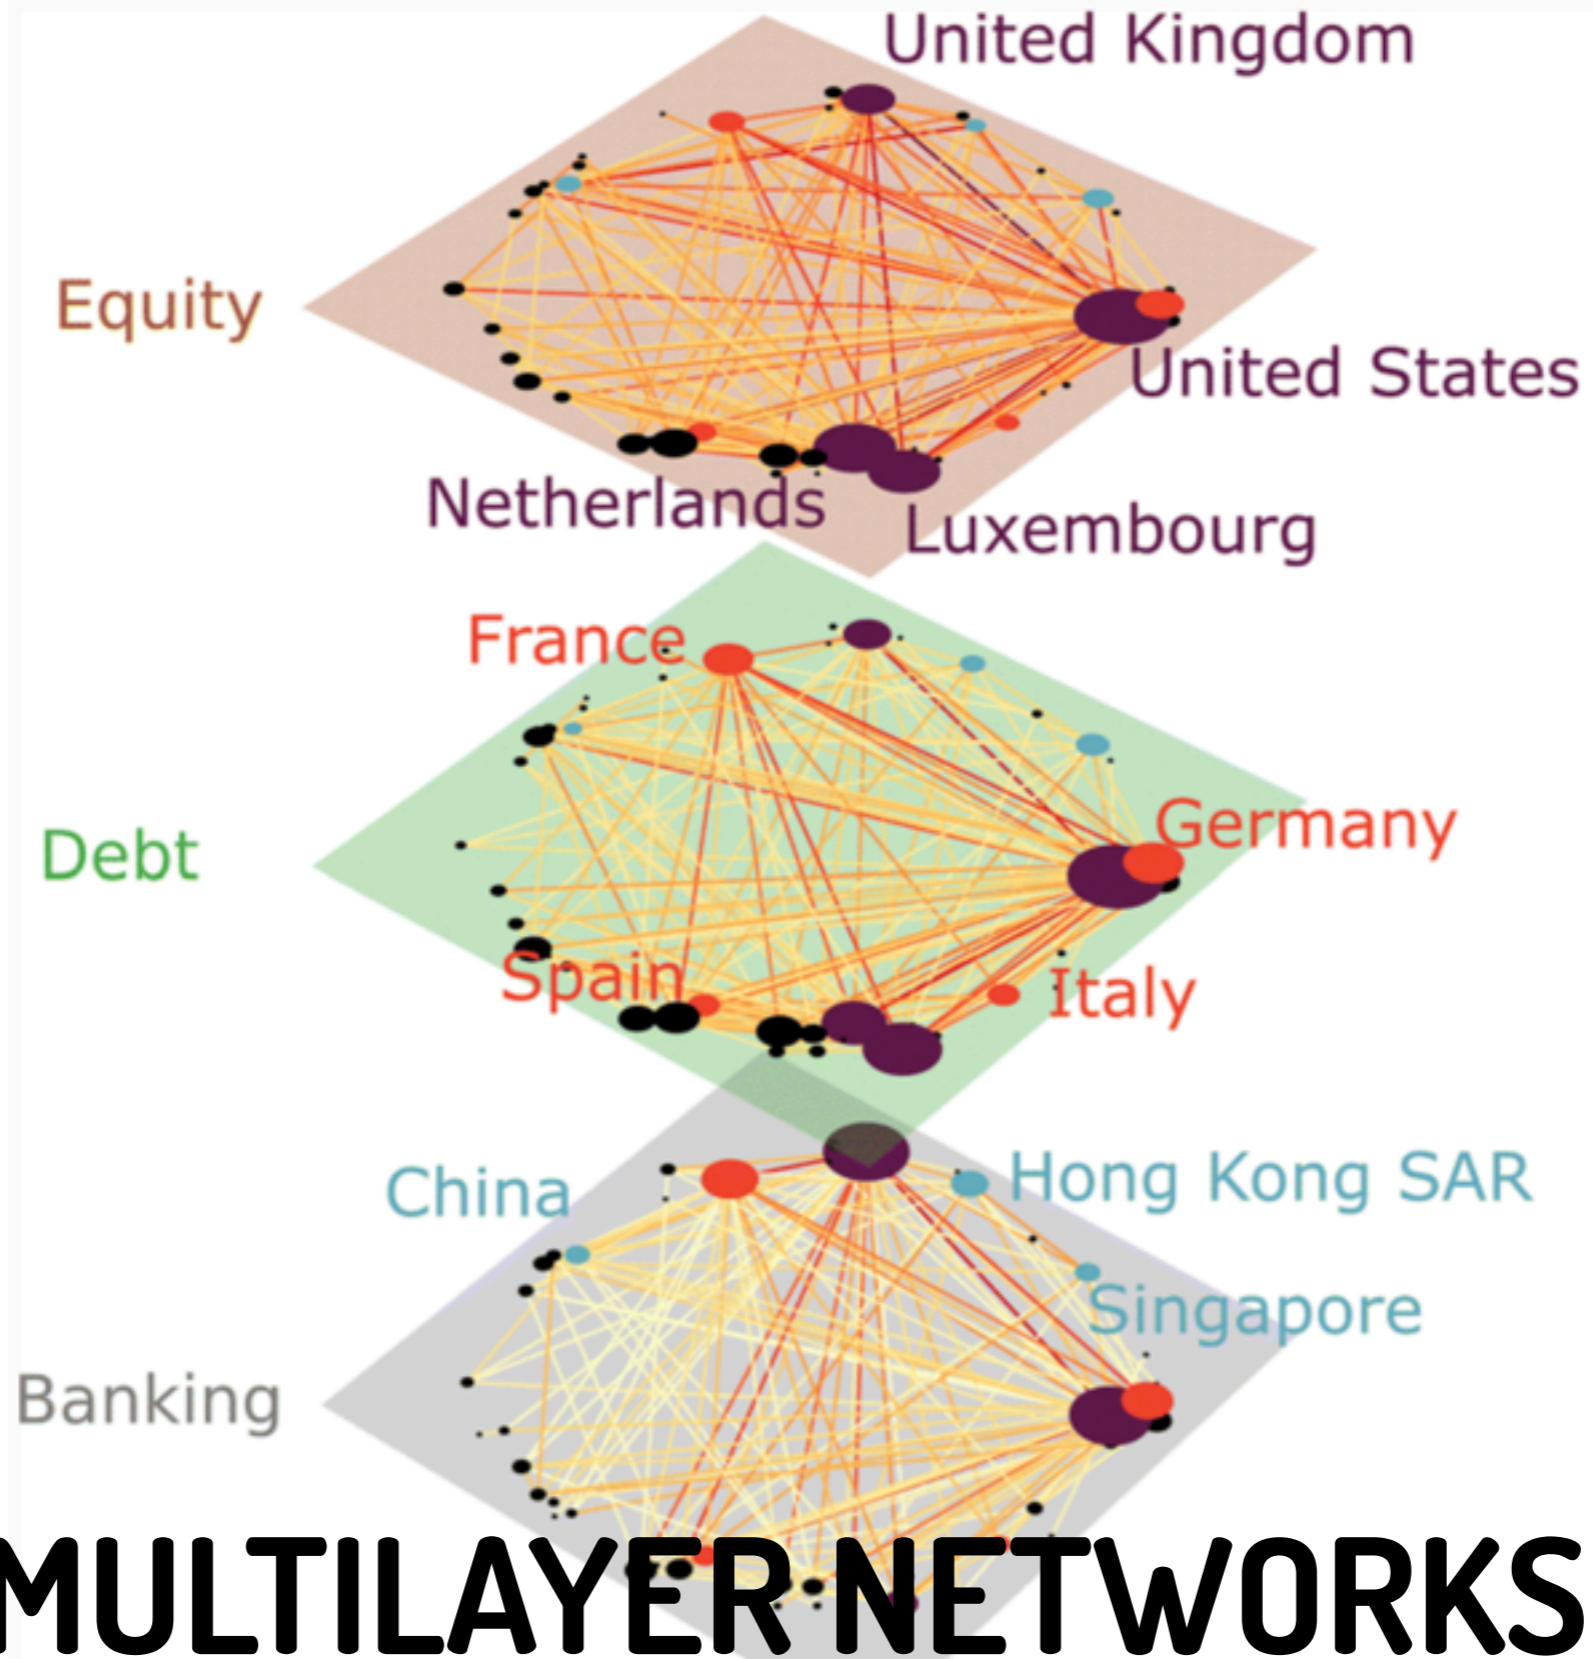 United Kingdom
Equity
United States
Netherlands
Luxembourg
France
Germany
Debt
Spain
Italy
China
Hong Kong SAR
Singapore
Banking
MULTILAYER NETWORKS